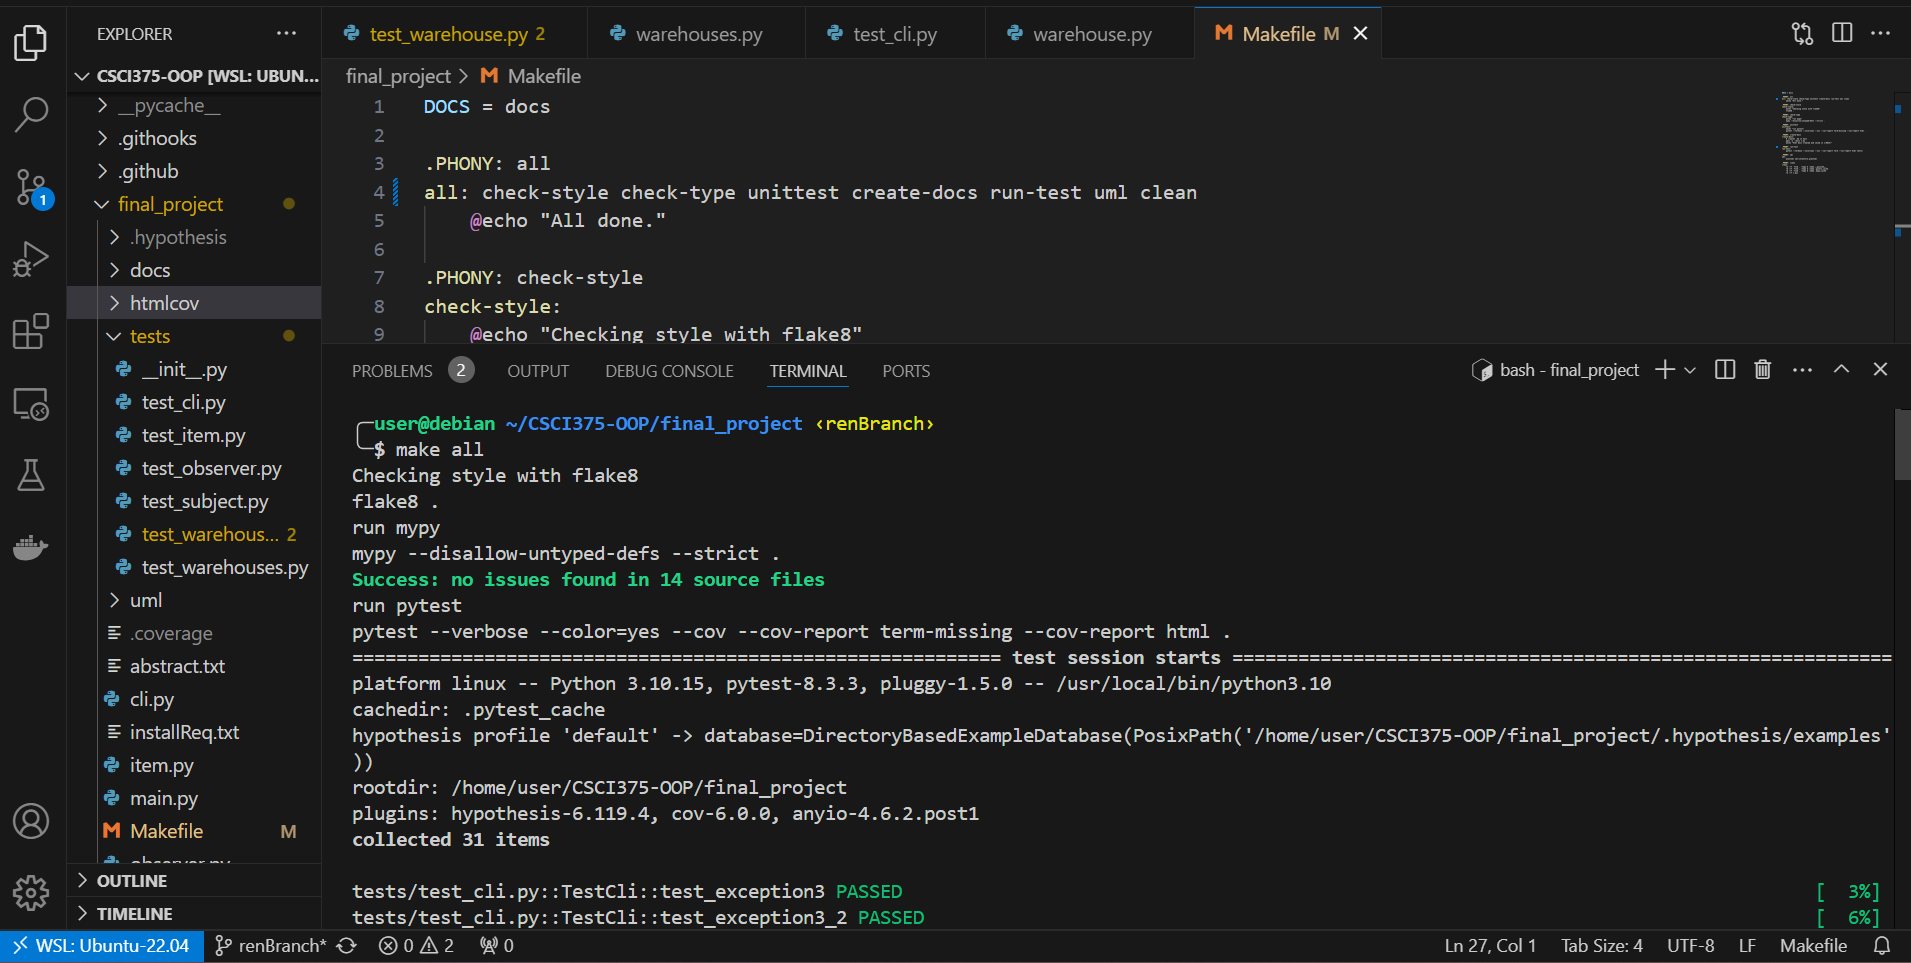 EXPLORER
CSCI375-OOP [WSL: UBUN...
__pycache__
.githooks
.github
final_project
.hypothesis
docs
htmlcov
tests
__init__.py
test_cli.py
test_item.py
test_observer.py
test_subject.py
test_warehous... 2
test_warehouses.py
uml
.coverage
abstract.txt
cli.py
installReq.txt
item.py
main.py
Makefile M
observer.py
OUTLINE
TIMELINE
test_warehouse.py 2 warehouses.py test_cli.py warehouse.py Makefile M
final_project > Makefile
1 DOCS = docs
2
3 .PHONY: all
4 all: check-style check-type unittest create-docs run-test uml clean
5 @echo "All done."
6
7 .PHONY: check-style
8 check-style:
9 @echo "Checking style with flake8"
PROBLEMS 2 OUTPUT DEBUG CONSOLE TERMINAL PORTS bash - final_project
user@debian ~/CSCI375-OOP/final_project ‹renBranch›
$ make all
Checking style with flake8
flake8 .
run mypy
mypy --disallow-untyped-defs --strict .
Success: no issues found in 14 source files
run pytest
pytest --verbose --color=yes --cov --cov-report term-missing --cov-report html .
=========================================================== test session starts ============================================================
platform linux -- Python 3.10.15, pytest-8.3.3, pluggy-1.5.0 -- /usr/local/bin/python3.10
cachedir: .pytest_cache
hypothesis profile 'default' -> database=DirectoryBasedExampleDatabase(PosixPath('/home/user/CSCI375-OOP/final_project/.hypothesis/examples'
))
rootdir: /home/user/CSCI375-OOP/final_project
plugins: hypothesis-6.119.4, cov-6.0.0, anyio-4.6.2.post1
collected 31 items
tests/test_cli.py::TestCli::test_exception3 PASSED [  3%]
tests/test_cli.py::TestCli::test_exception3_2 PASSED [  6%]
1
WSL: Ubuntu-22.04 renBranch* 0 2 0 Ln 27, Col 1 Tab Size: 4 UTF-8 LF Makefile